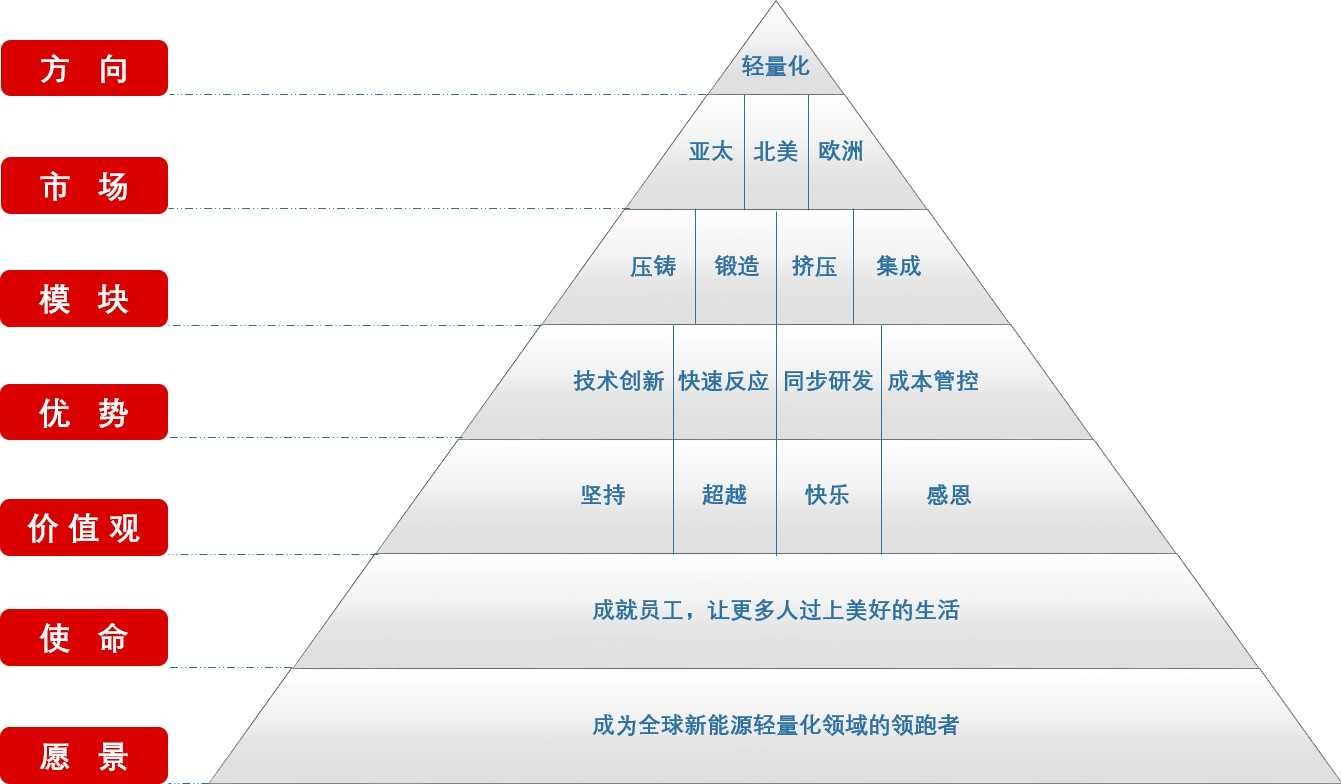 方 向
轻量化
市 场
亚太 北美 欧洲
模 块
压铸 锻造 挤压 集成
优 势
技术创新 快速反应 同步研发 成本管控
价值观
坚持 超越 快乐 感恩
使 命
成就员工，让更多人过上美好的生活
愿 景
成为全球新能源轻量化领域的领跑者